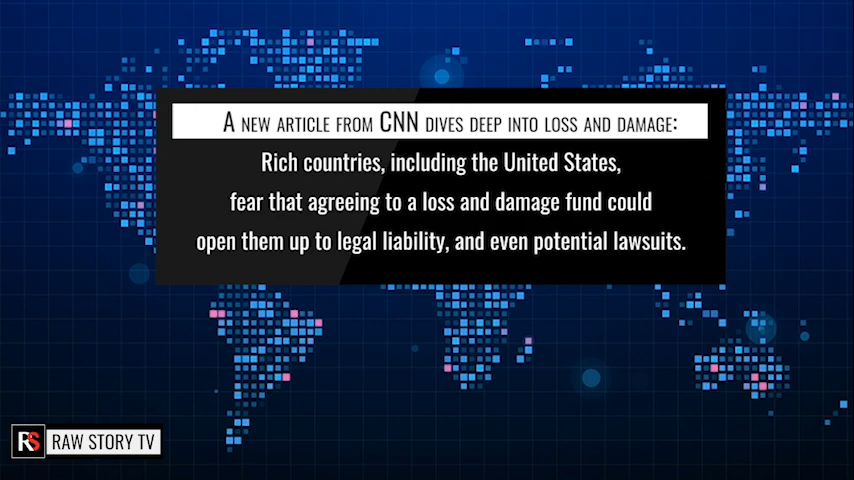 A NEW ARTICLE FROM CNN DIVES DEEP INTO LOSS AND DAMAGE:
Rich countries, including the United States,
fear that agreeing to a loss and damage fund could
open them up to legal liability, and even potential lawsuits.
RS RAW STORY TV